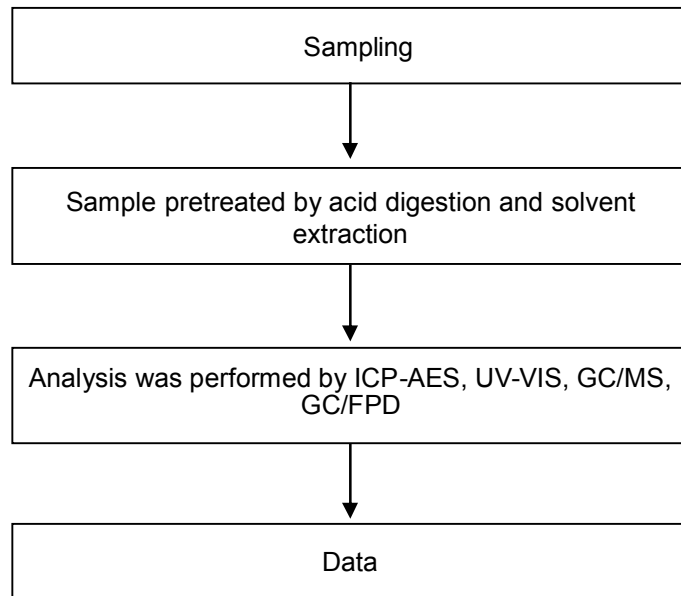 Sampling
Sample pretreated by acid digestion and solvent
extraction
Analysis was performed by ICP-AES, UV-VIS, GC/MS,
GC/FPD
Data